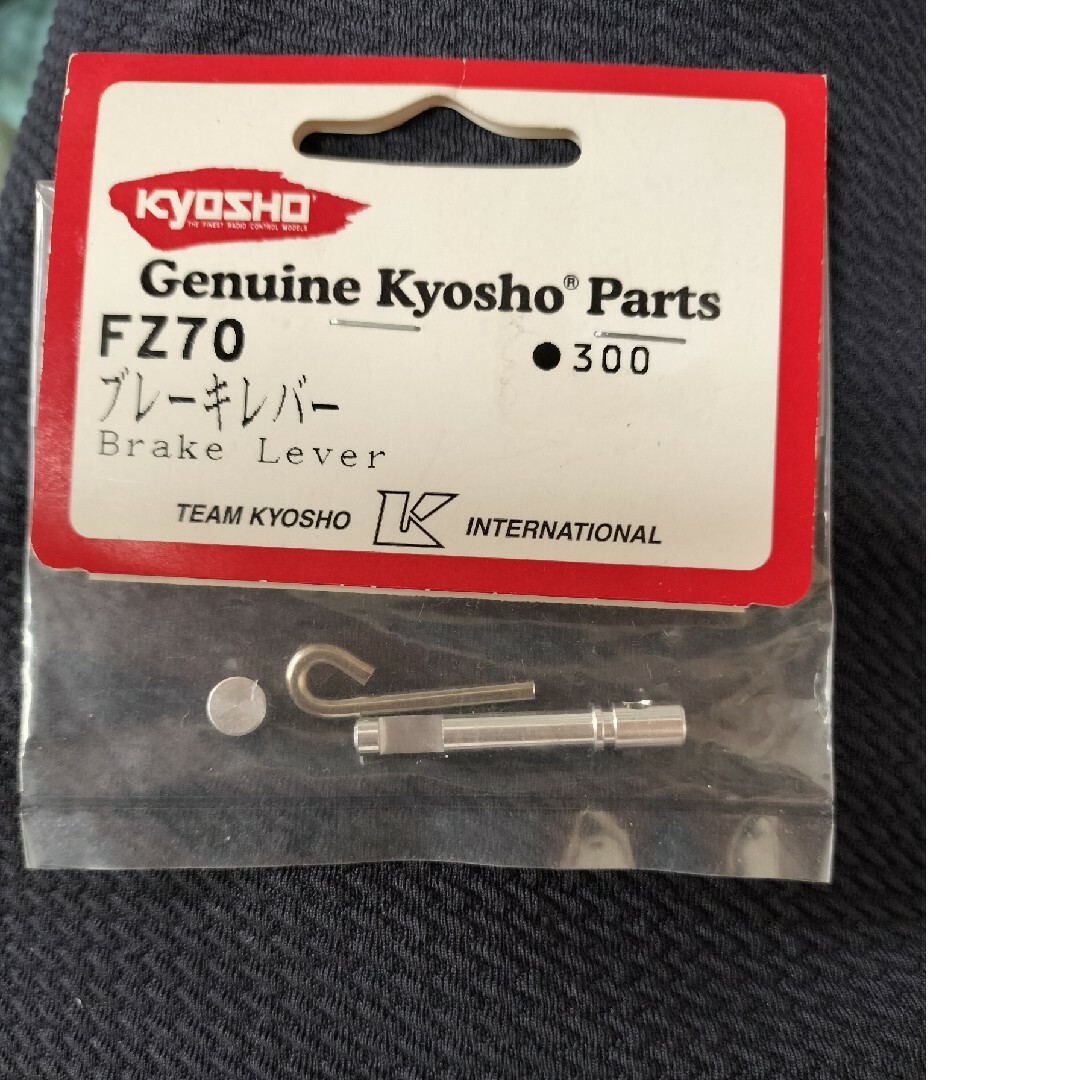 KYOSHO
THE FINEST RADIO CONTROL MODELS
Genuine Kyosho® Parts
FZ70 ●300
ブレーキレバー
Brake Lever
TEAM KYOSHO K INTERNATIONAL